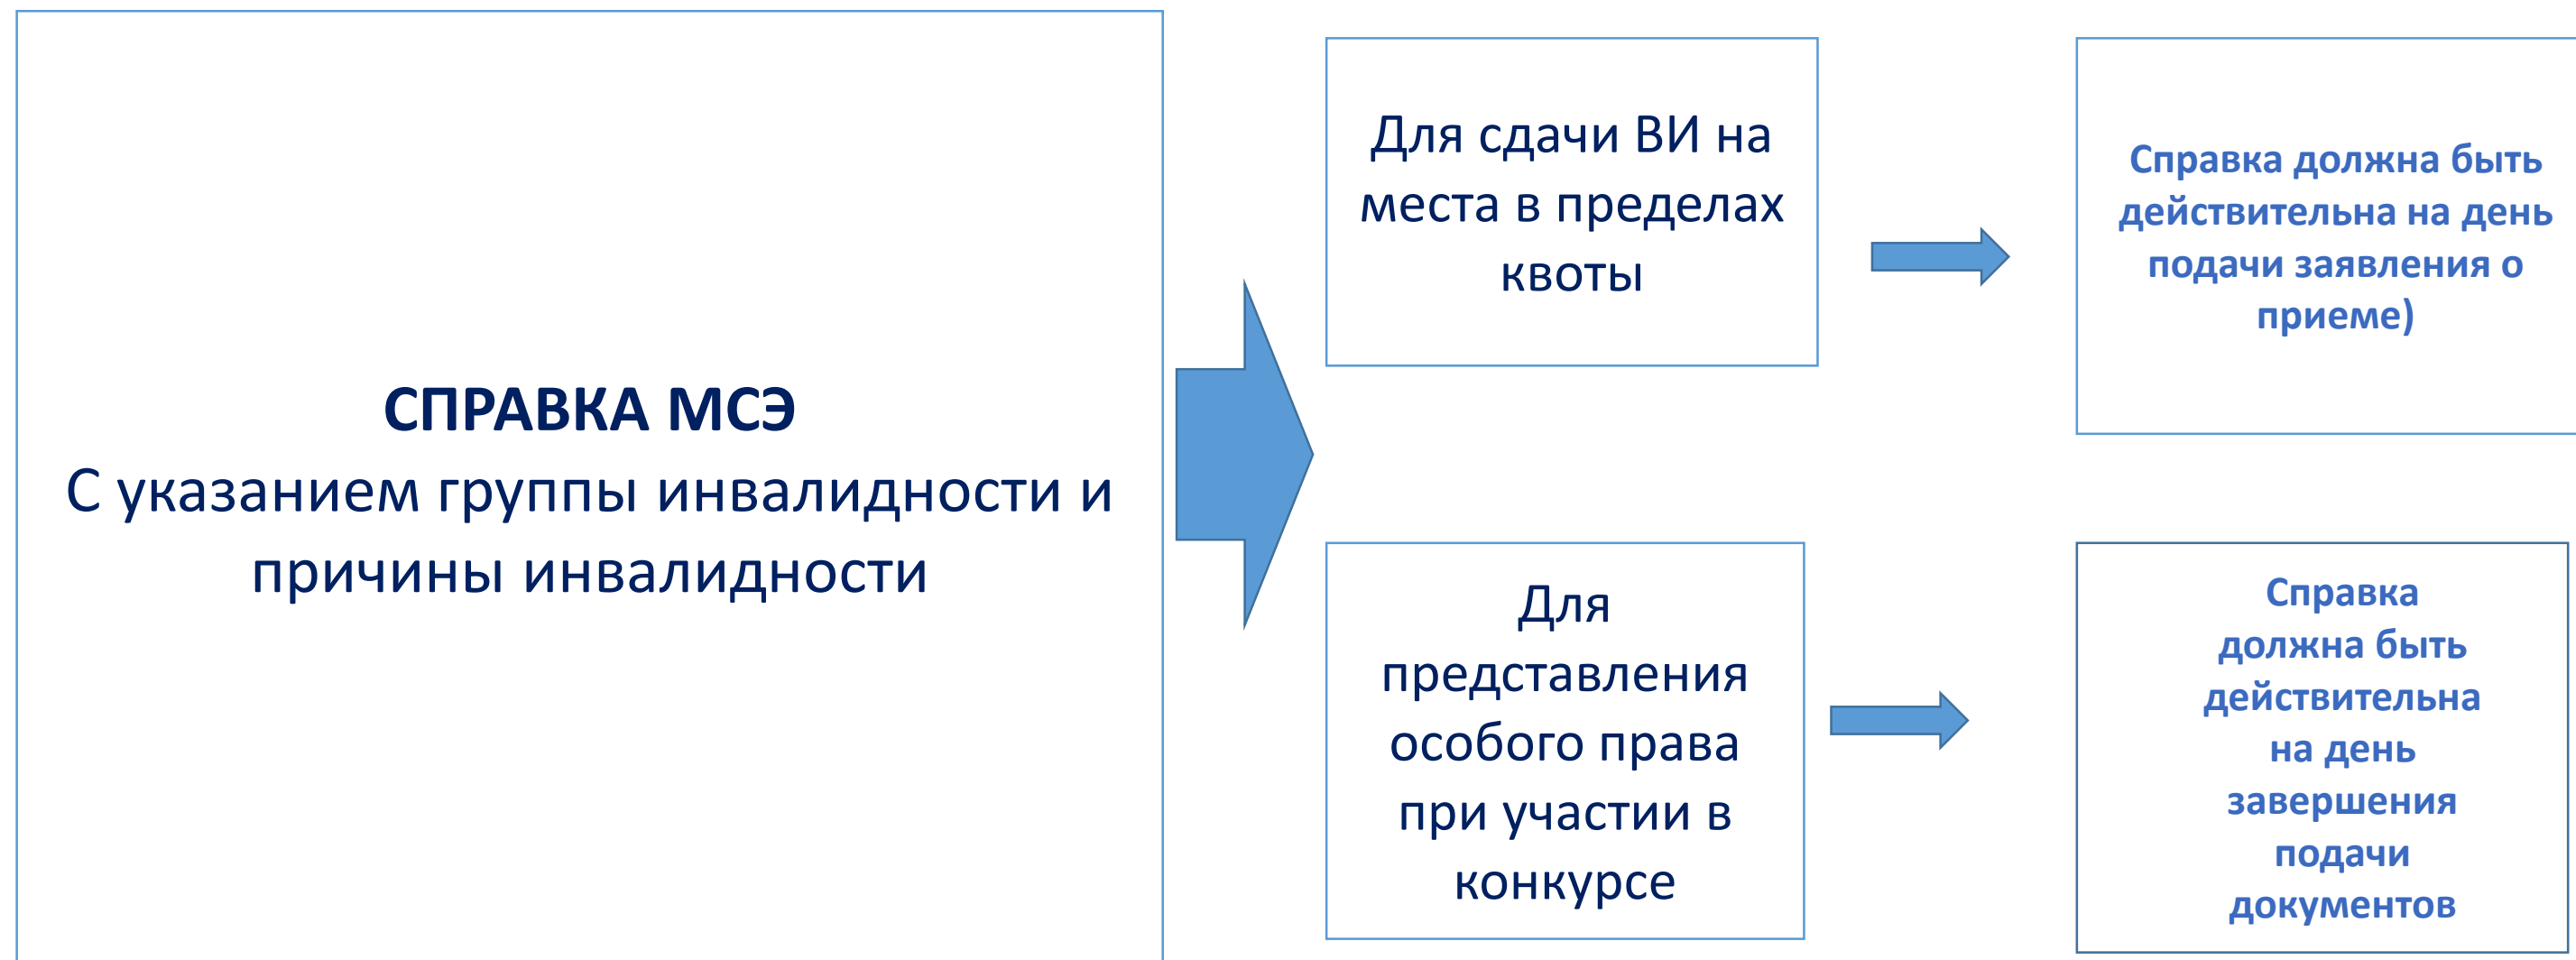 СПРАВКА МСЭ
С указанием группы инвалидности и
причины инвалидности
Для сдачи ВИ на
места в пределах
квоты
Справка должна быть
действительна на день
подачи заявления о
приеме)
Для
представления
особого права
при участии в
конкурсе
Справка
должна быть
действительна
на день
завершения
подачи
документов